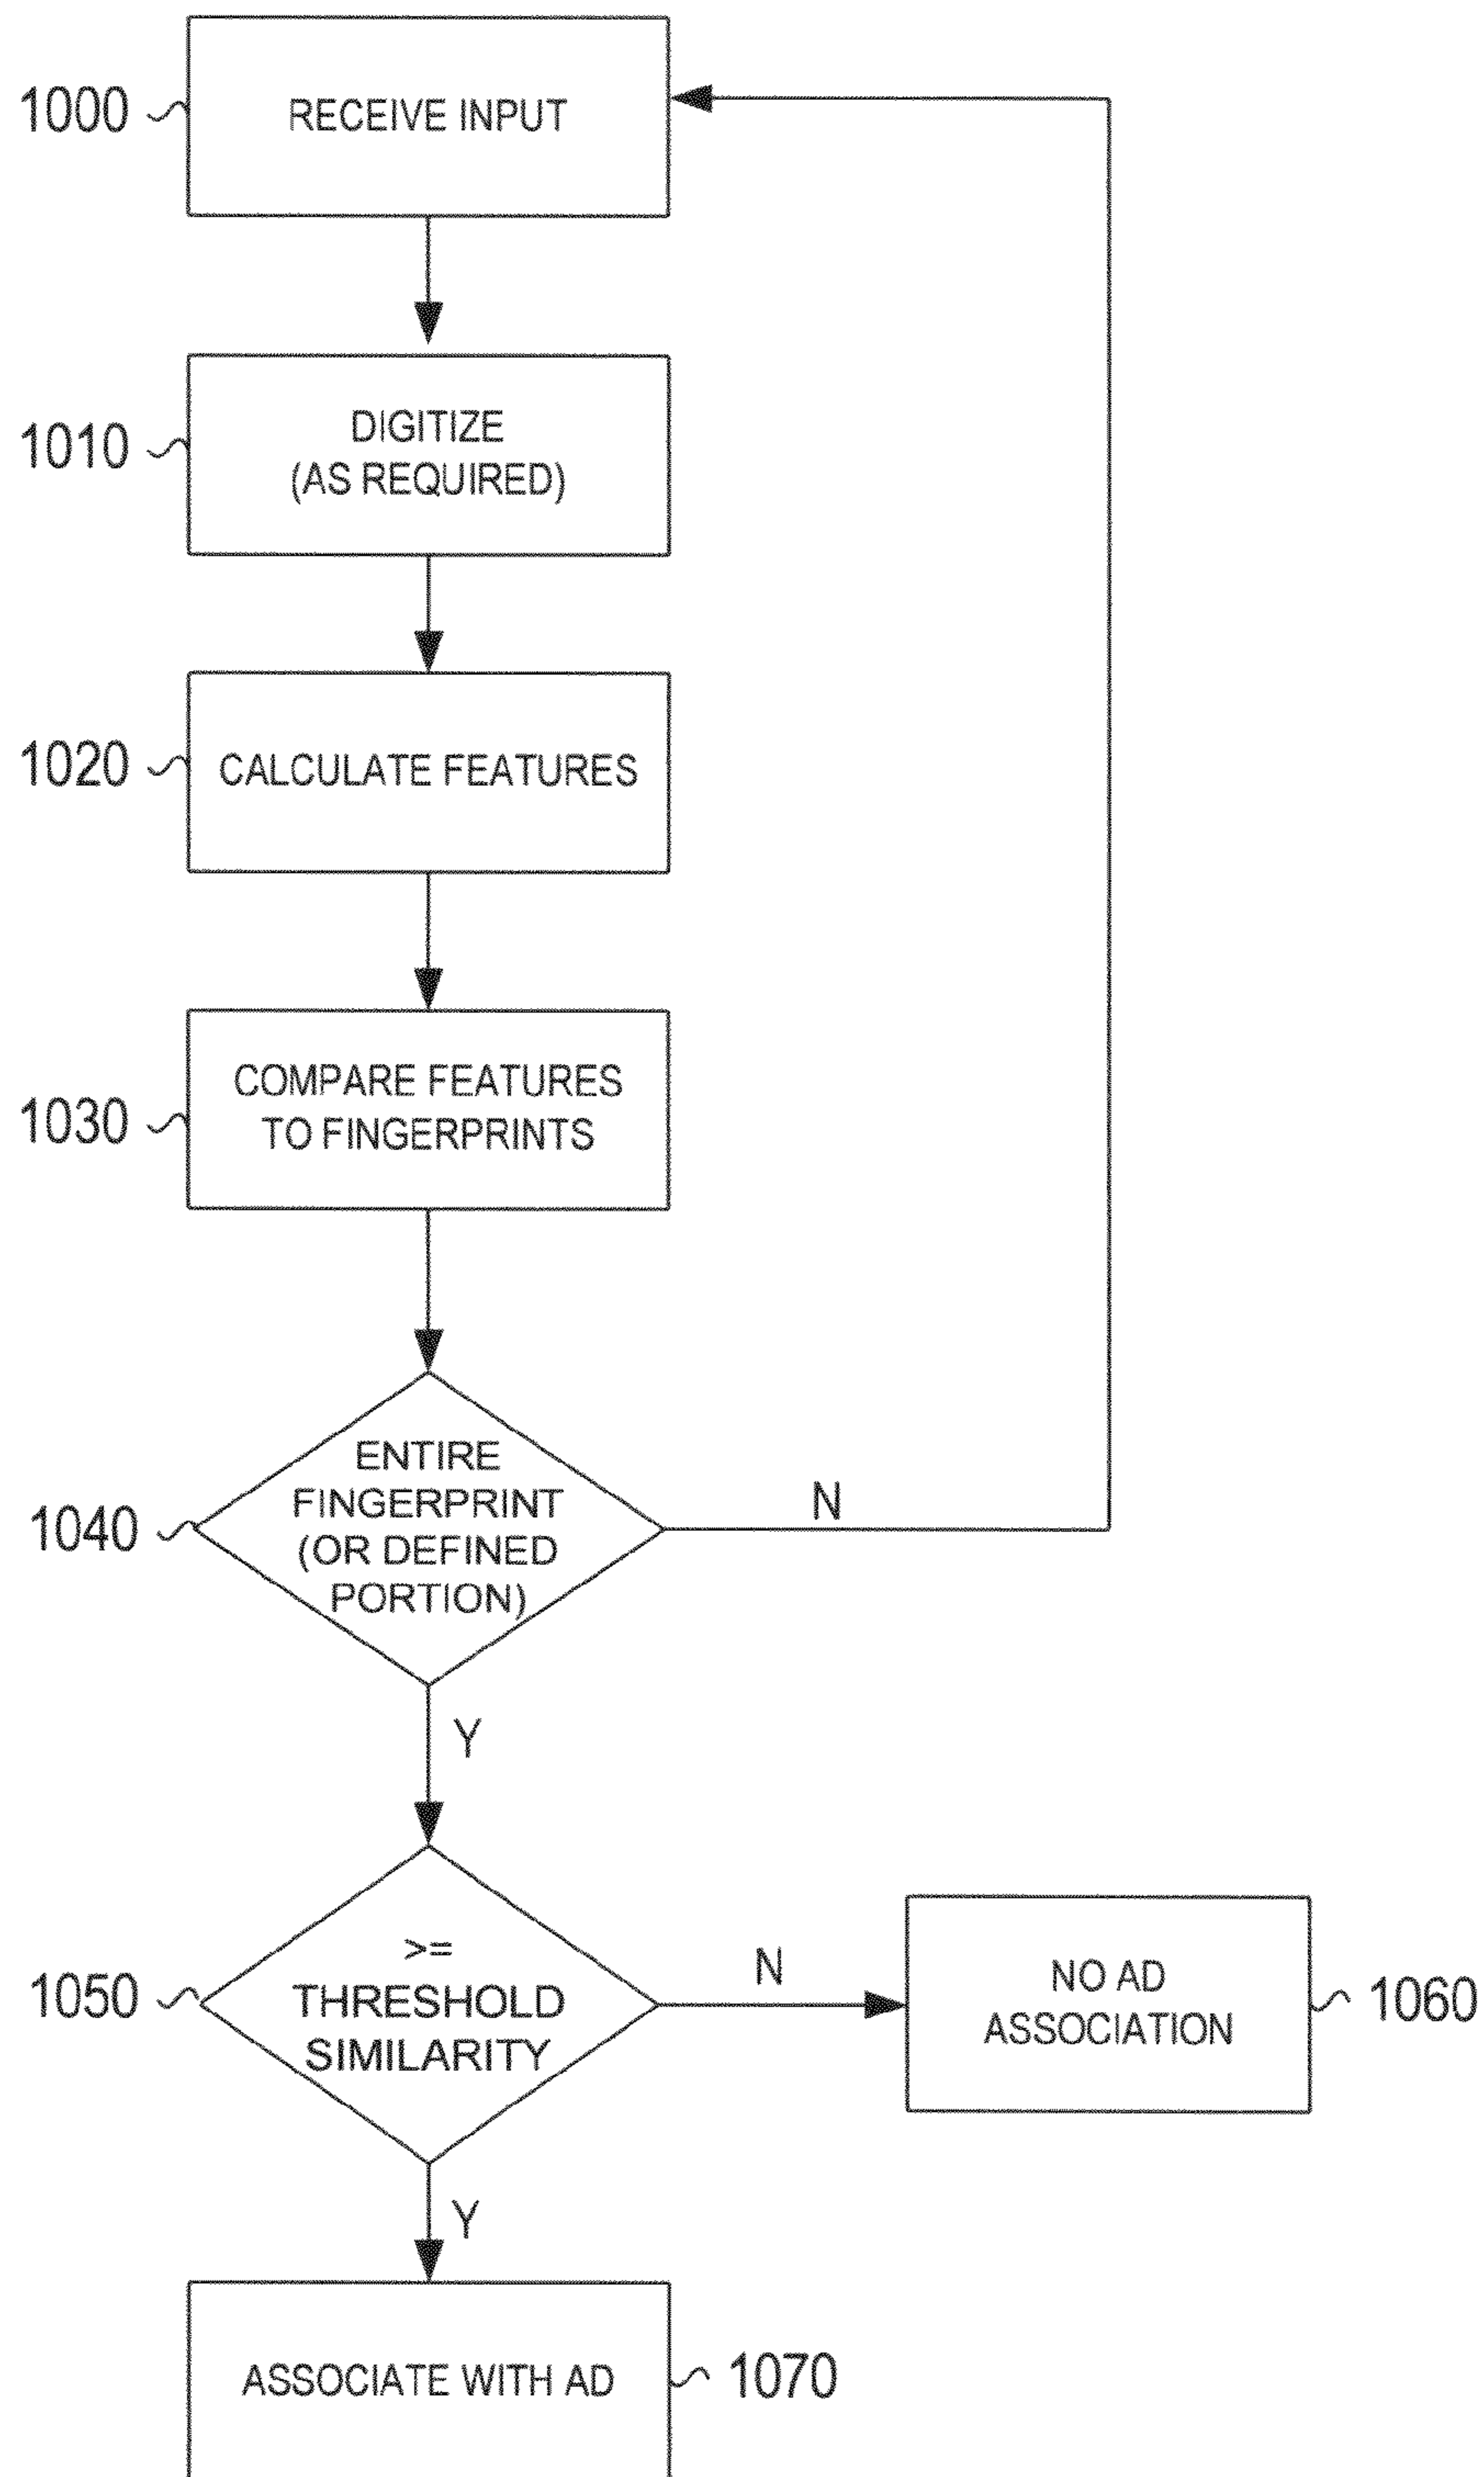 1000
RECEIVE INPUT
1010
DIGITIZE
(AS REQUIRED)
1020
CALCULATE FEATURES
1030
COMPARE FEATURES
TO FINGERPRINTS
1040
ENTIRE
FINGERPRINT
(OR DEFINED
PORTION)
N
Y
1050
>=
THRESHOLD
SIMILARITY
N
NO AD
ASSOCIATION
1060
Y
ASSOCIATE WITH AD
1070